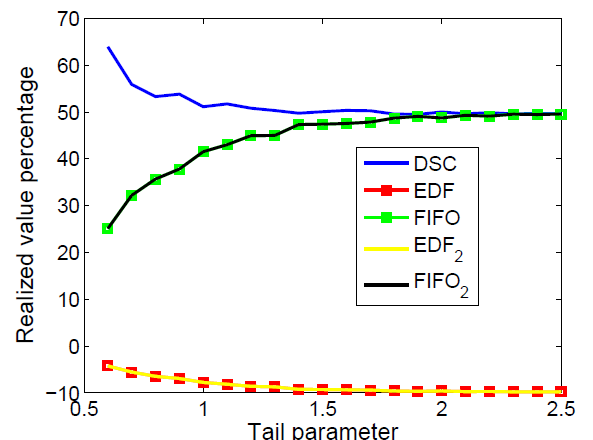 Realized value percentage
70
60
50
40
30
20
10
0
−10
0.5 1 1.5 2 2.5
Tail parameter
DSC
EDF
FIFO
EDF₂
FIFO₂